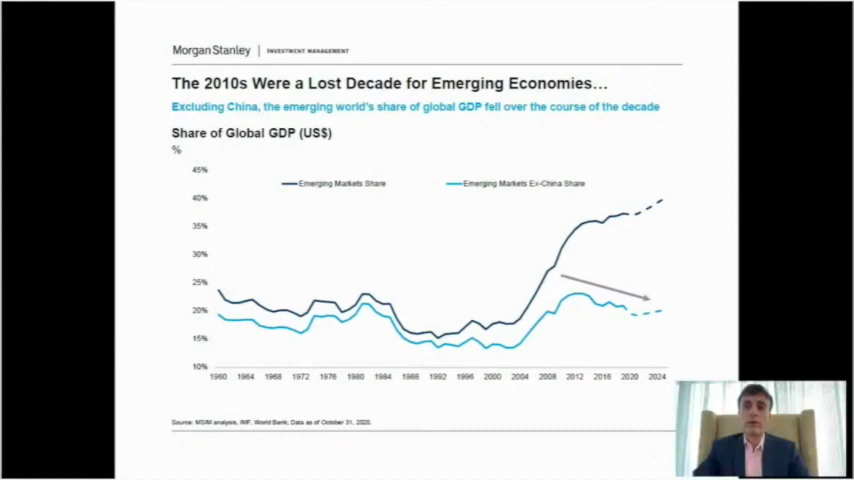 Morgan Stanley | INVESTMENT MANAGEMENT
The 2010s Were a Lost Decade for Emerging Economies…
Excluding China, the emerging world's share of global GDP fell over the course of the decade
Share of Global GDP (US$)
%
45%
Emerging Markets Share
Emerging Markets Ex-China Share
40%
35%
30%
25%
20%
15%
10%
1960 1964 1968 1972 1976 1980 1984 1988 1992 1996 2000 2004 2008 2012 2016 2020 2024
Source: MSIM analysis, IMF, World Bank; Data as of October 31, 2020.